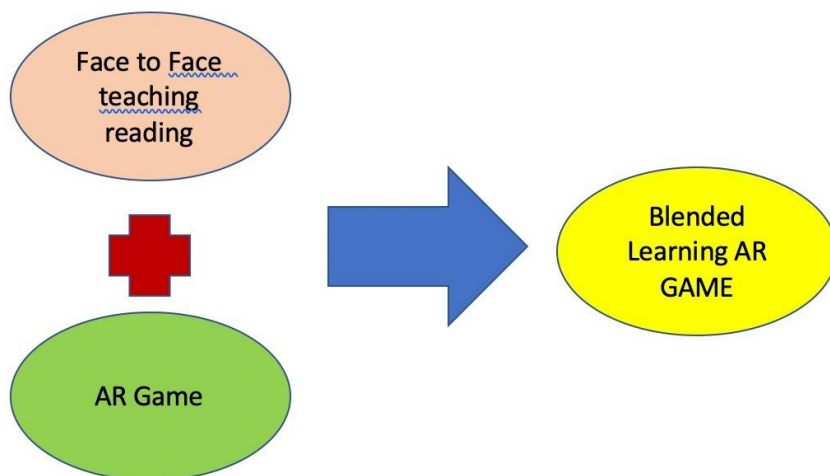 Face to Face
teaching
reading
AR Game
Blended
Learning AR
GAME